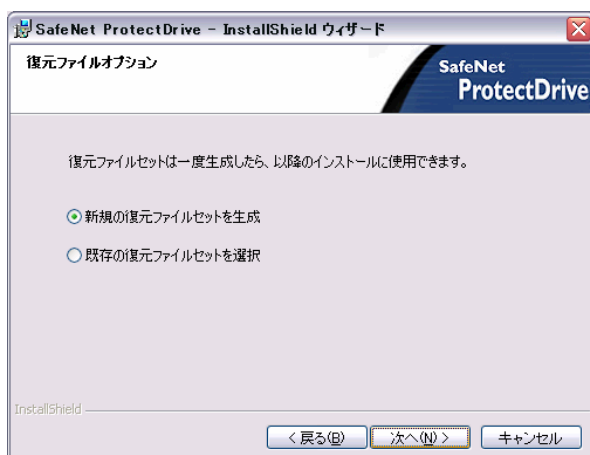 SafeNet ProtectDrive - InstallShield ウィザード
復元ファイルオプション
SafeNet
ProtectDrive
復元ファイルセットは一度生成したら、以降のインストールに使用できます。
新規の復元ファイルセットを生成
既存の復元ファイルセットを選択
InstallShield
< 戻る(B) 次へ(N) > キャンセル